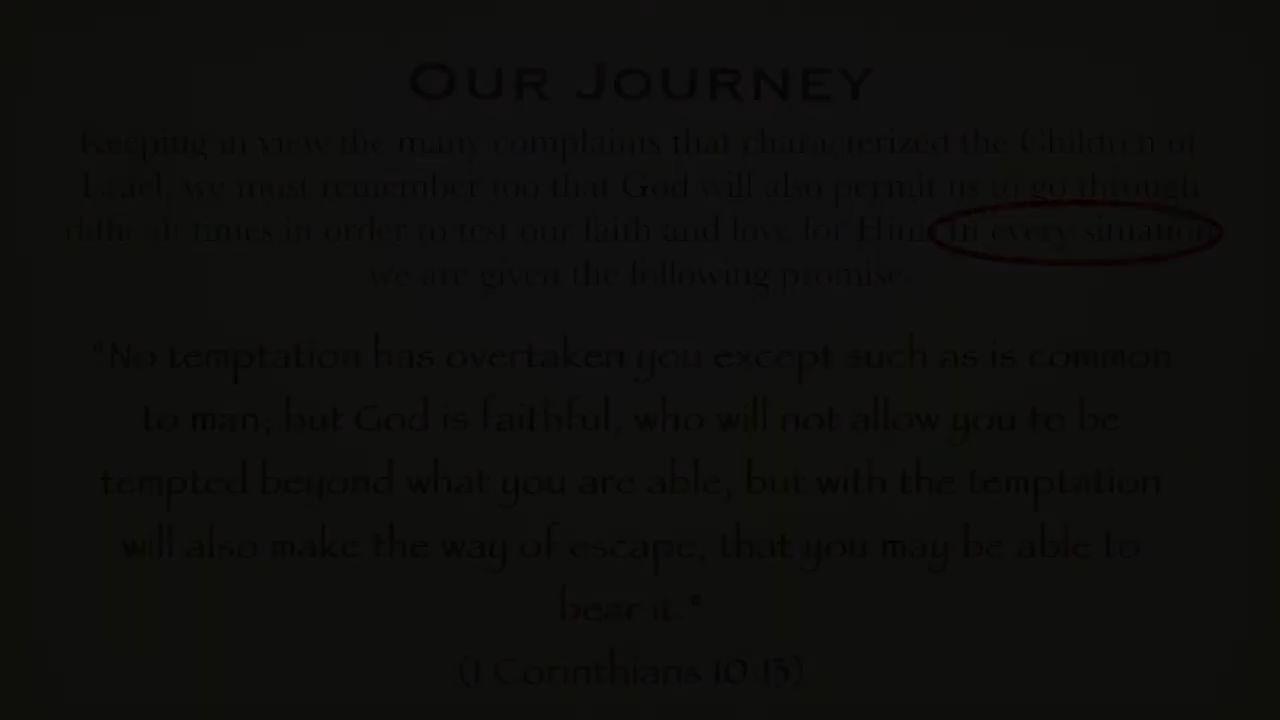 OUR JOURNEY
Keeping in view the many complaints that characterized the Children of
Israel, we must remember too that God will also permit us to go through
difficult times in order to test our faith and love for Him. In every situation
we are given the following promise.
"No temptation has overtaken you except such as is common
to man; but God is faithful, who will not allow you to be
tempted beyond what you are able, but with the temptation
will also make the way of escape, that you may be able to
bear it."
(1 Corinthians 10:13)